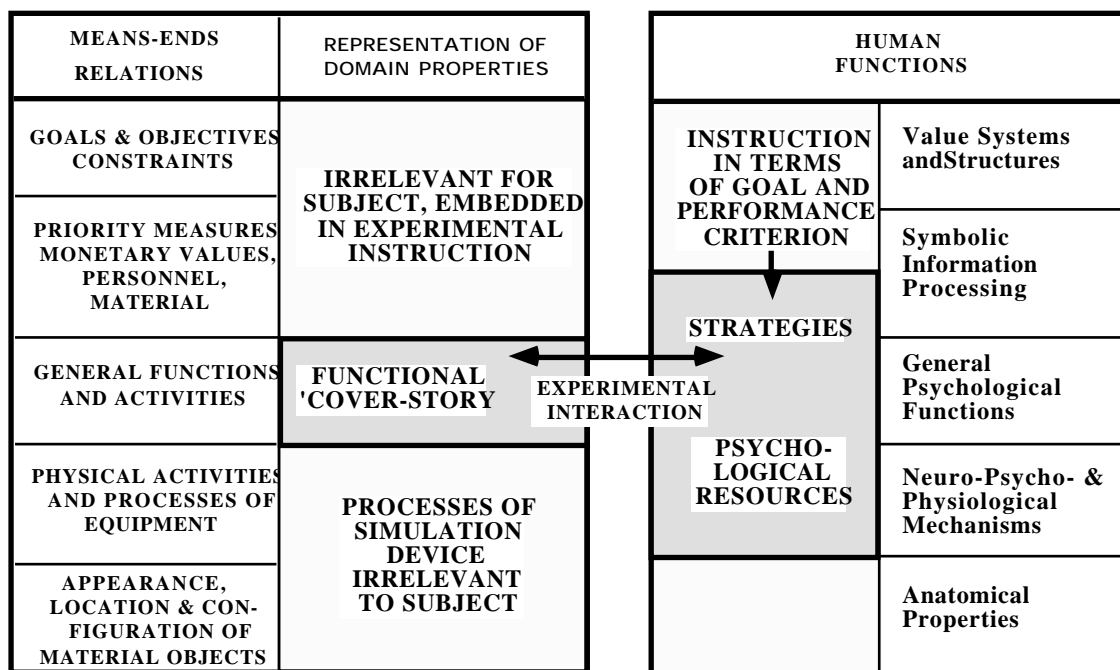 MEANS-ENDS
RELATIONS
REPRESENTATION OF
DOMAIN PROPERTIES
GOALS & OBJECTIVES
CONSTRAINTS
PRIORITY MEASURES
MONETARY VALUES,
PERSONNEL,
MATERIAL
GENERAL FUNCTIONS
AND ACTIVITIES
PHYSICAL ACTIVITIES
AND PROCESSES OF
EQUIPMENT
APPEARANCE,
LOCATION & CON-
FIGURATION OF
MATERIAL OBJECTS
IRRELEVANT FOR
SUBJECT, EMBEDDED
IN EXPERIMENTAL
INSTRUCTION
FUNCTIONAL
'COVER-STORY
PROCESSES OF
SIMULATION
DEVICE
IRRELEVANT
TO SUBJECT
EXPERIMENTAL
INTERACTION
HUMAN
FUNCTIONS
INSTRUCTION
IN TERMS
OF GOAL AND
PERFORMANCE
CRITERION
STRATEGIES
PSYCHO-
LOGICAL
RESOURCES
Value Systems
andStructures
Symbolic
Information
Processing
General
Psychological
Functions
Neuro-Psycho- &
Physiological
Mechanisms
Anatomical
Properties